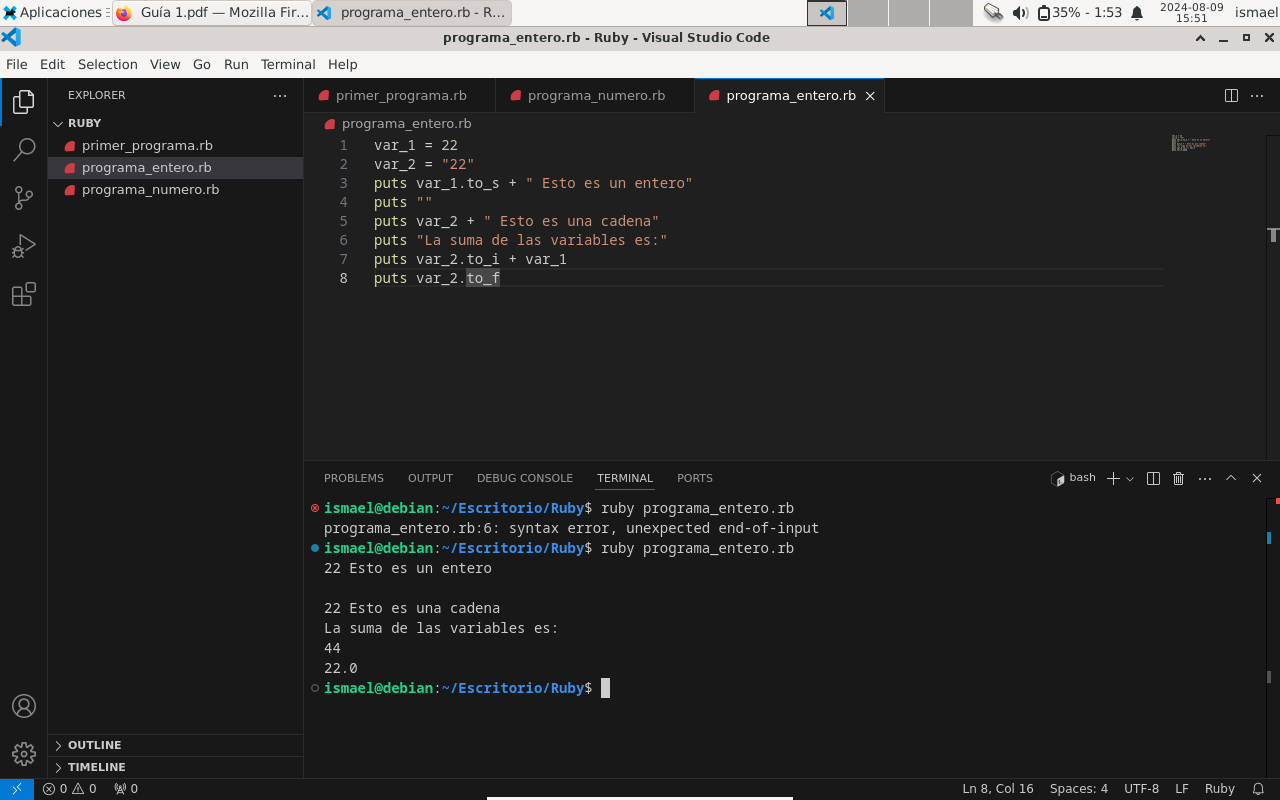 Aplicaciones
Guía 1.pdf — Mozilla Fir...
programa_entero.rb - R...
35% - 1:53
2024-08-09
15:51
ismael
programa_entero.rb - Ruby - Visual Studio Code
File Edit Selection View Go Run Terminal Help
EXPLORER
RUBY
primer_programa.rb
programa_entero.rb
programa_numero.rb
OUTLINE
TIMELINE
primer_programa.rb programa_numero.rb programa_entero.rb
programa_entero.rb
1 var_1 = 22
2 var_2 = "22"
3 puts var_1.to_s + " Esto es un entero"
4 puts ""
5 puts var_2 + " Esto es una cadena"
6 puts "La suma de las variables es:"
7 puts var_2.to_i + var_1
8 puts var_2.to_f
PROBLEMS OUTPUT DEBUG CONSOLE TERMINAL PORTS
bash
ismael@debian:~/Escritorio/Ruby$ ruby programa_entero.rb
programa_entero.rb:6: syntax error, unexpected end-of-input
ismael@debian:~/Escritorio/Ruby$ ruby programa_entero.rb
22 Esto es un entero
22 Esto es una cadena
La suma de las variables es:
44
22.0
ismael@debian:~/Escritorio/Ruby$
0 0 0
Ln 8, Col 16 Spaces: 4 UTF-8 LF Ruby